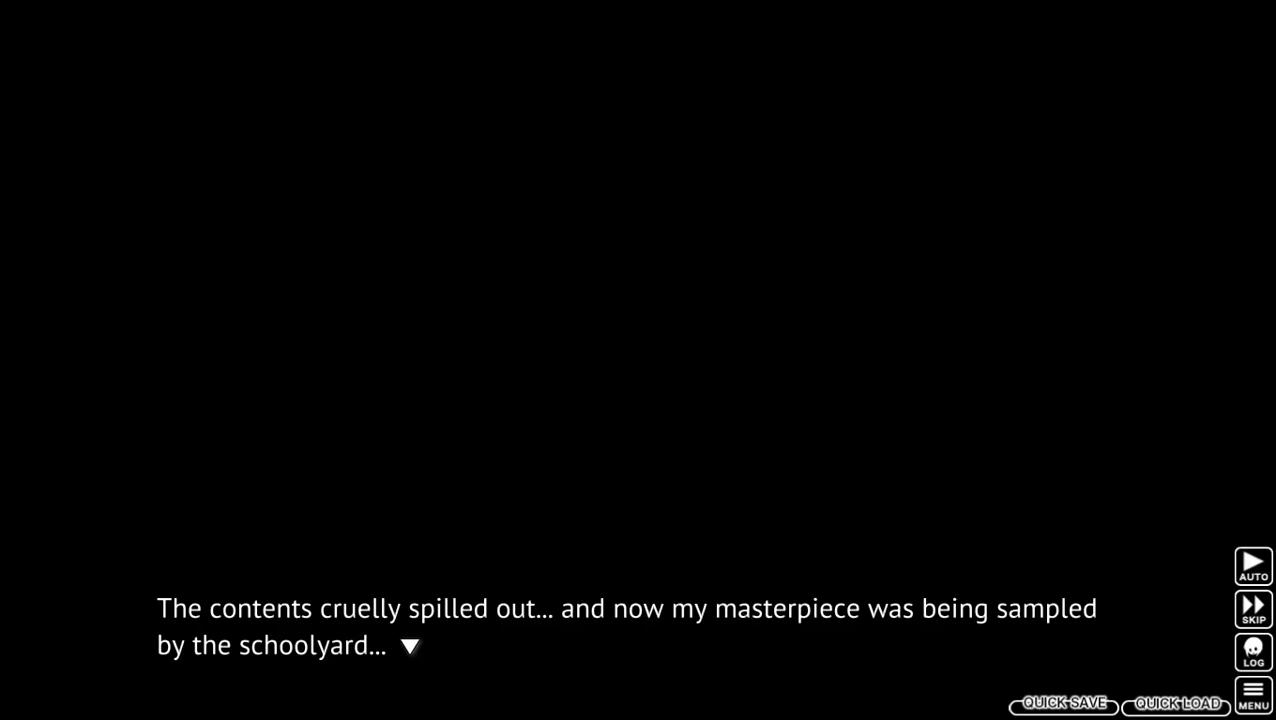 The contents cruelly spilled out... and now my masterpiece was being sampled
by the schoolyard...
AUTO
SKIP
LOG
MENU
QUICK SAVE QUICK LOAD